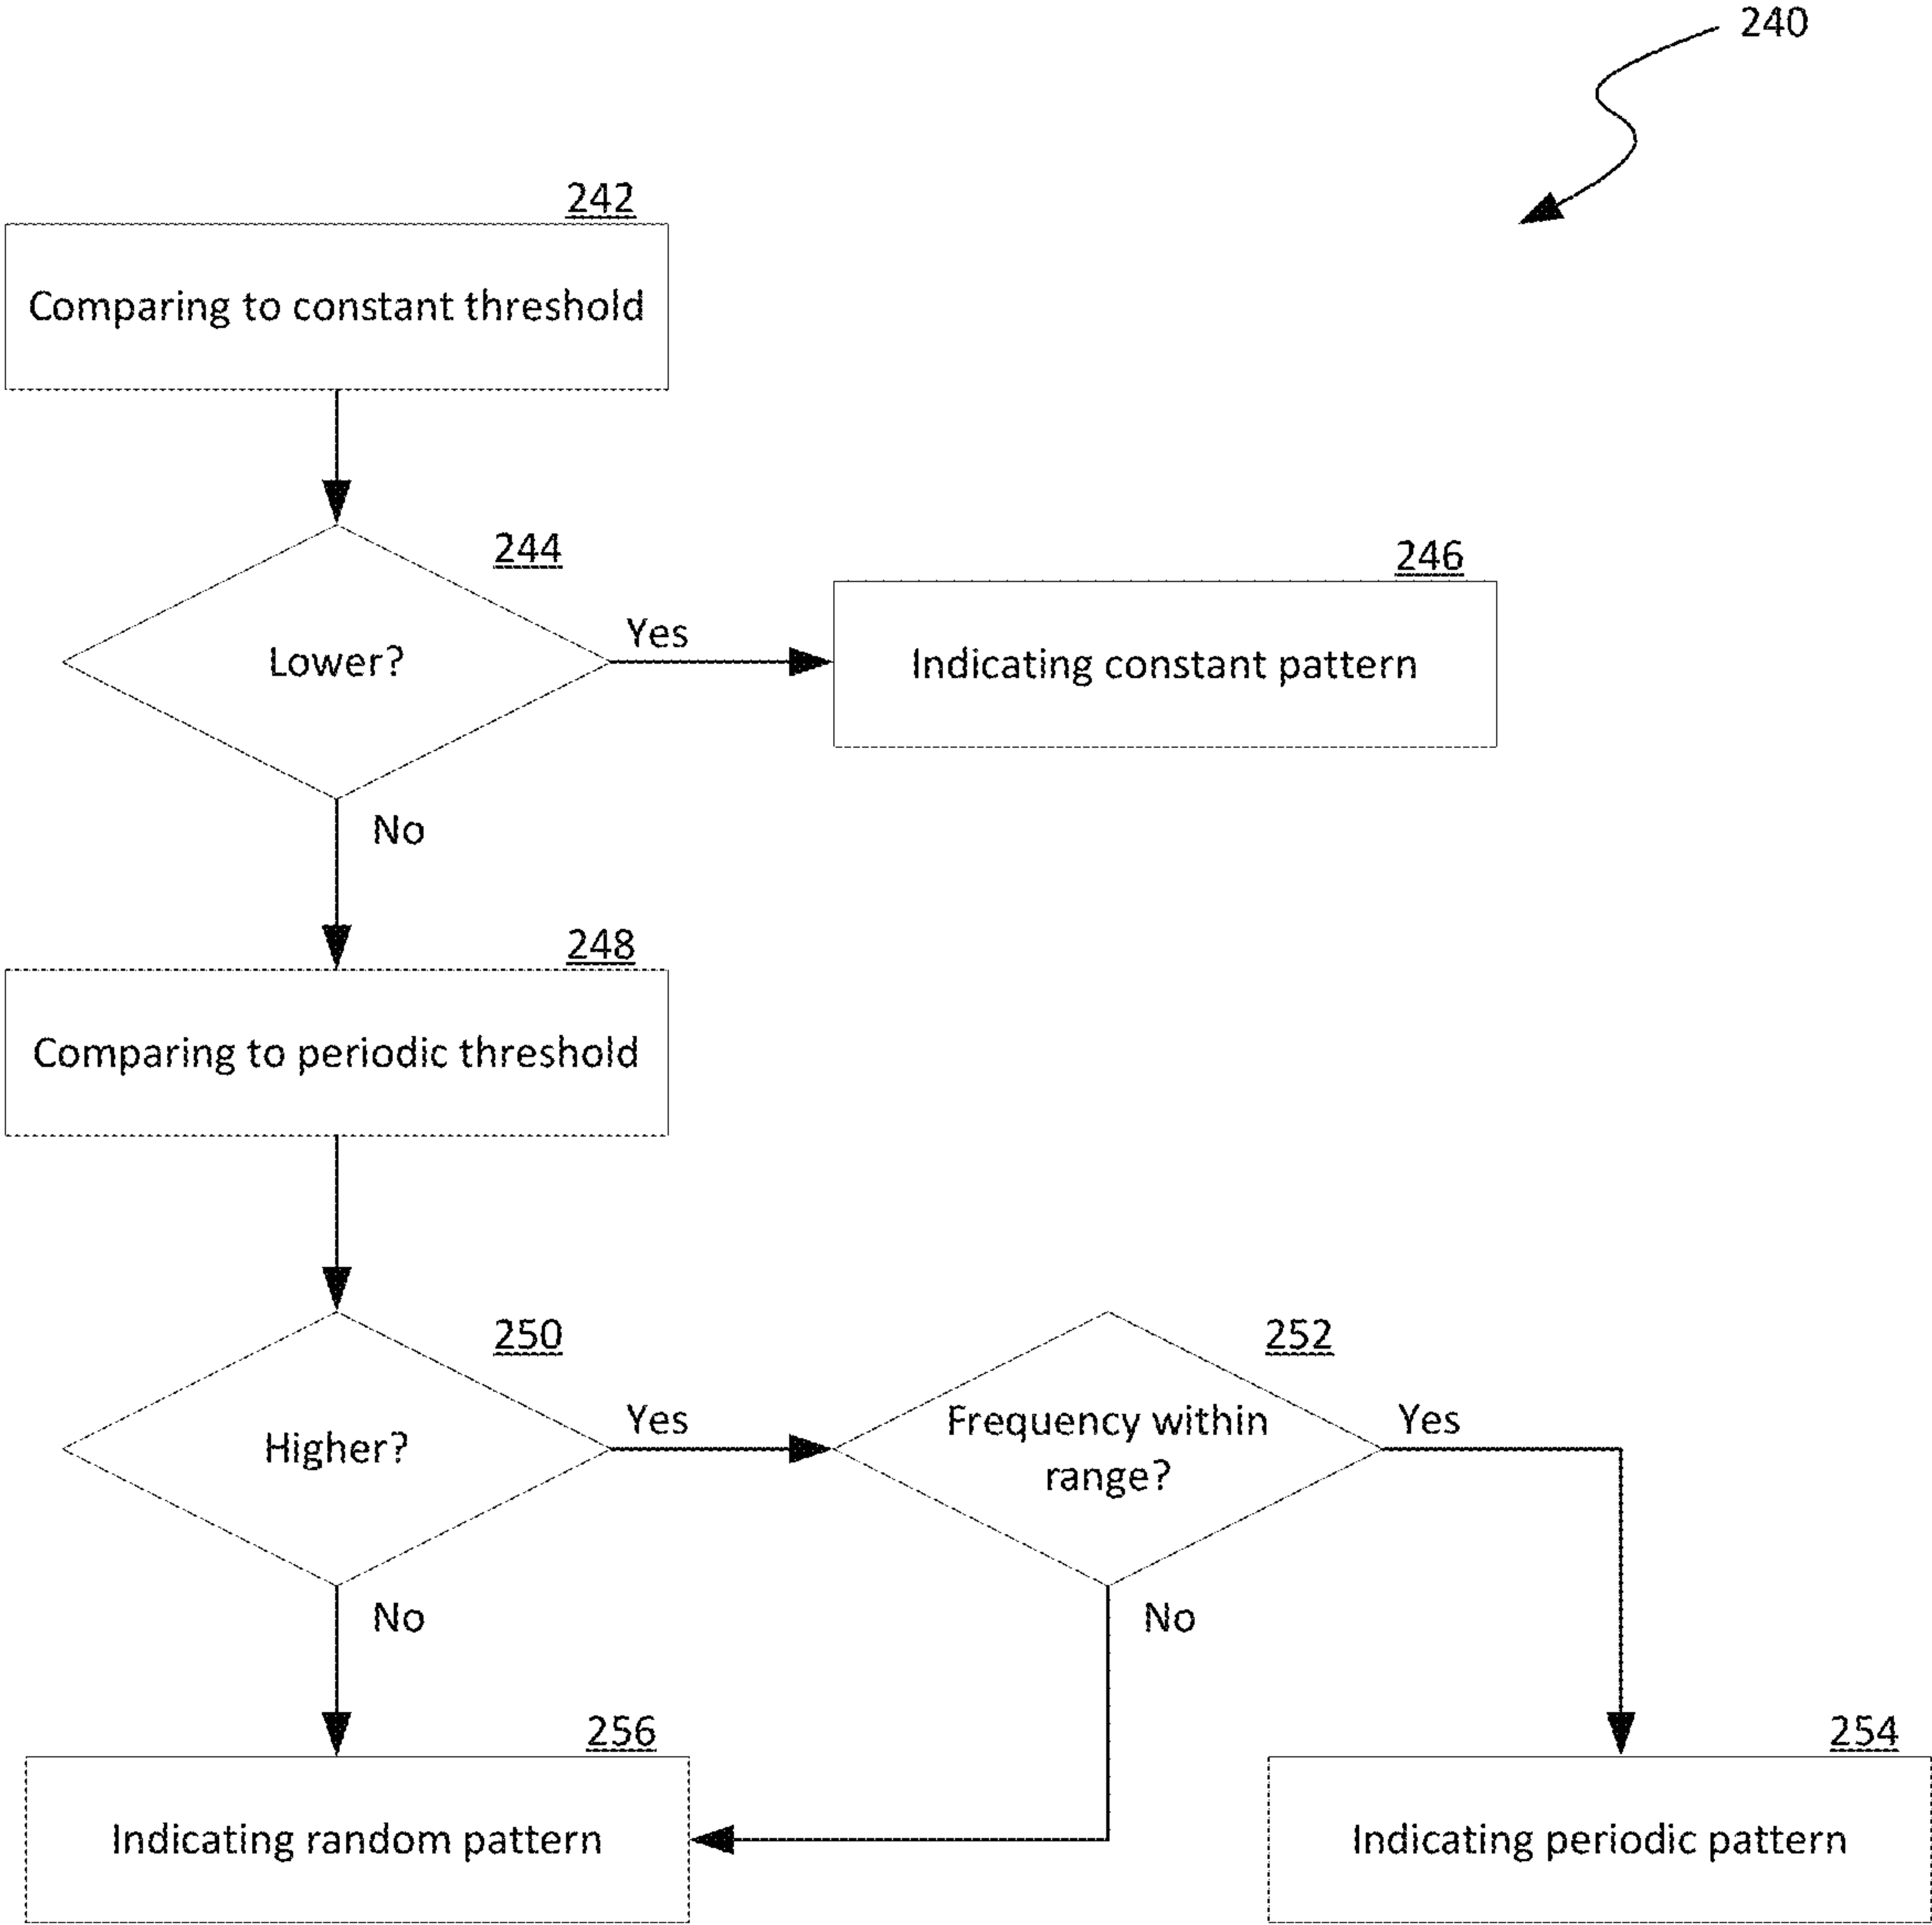 240
242
Comparing to constant threshold
244
Lower?
Yes
246
Indicating constant pattern
No
248
Comparing to periodic threshold
250
Higher?
Yes
252
Frequency within
range?
Yes
No
No
256
Indicating random pattern
254
Indicating periodic pattern